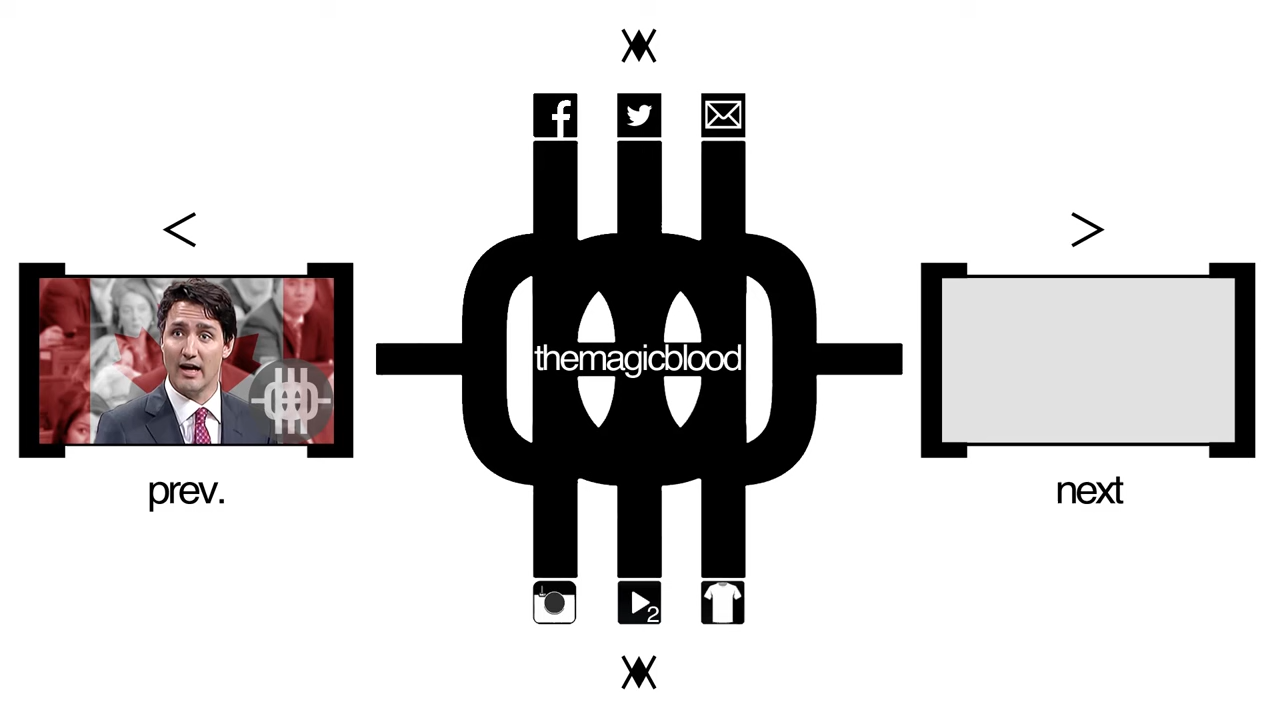 <
>
themagicblood
2
prev.
next